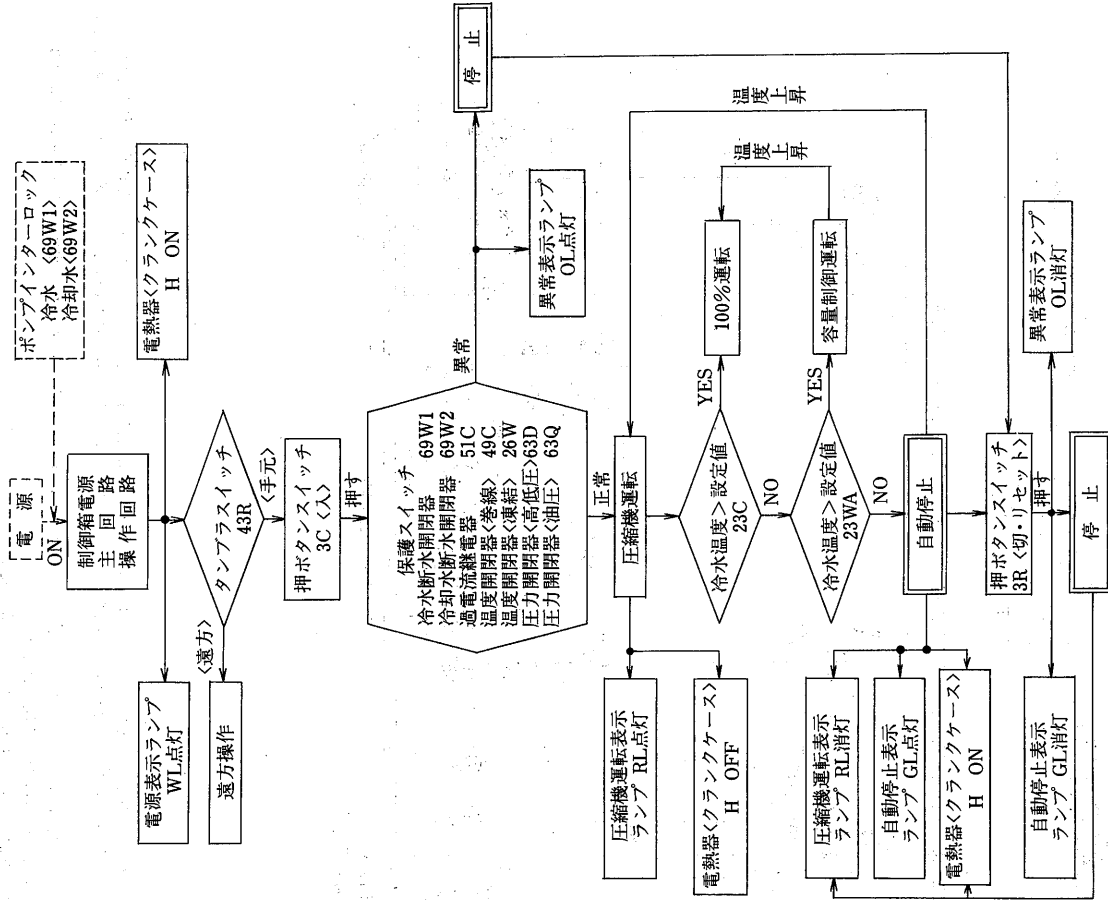 電源
ON
ポンプインターロック
冷水 <69W1>
冷却水<69W2>
制御箱電源
主回路
操作回路
電源表示ランプ
WL点灯
電熱器<クランクケース>
H ON
タンブラスイッチ
43R
<遠方>
遠方操作
<手元>
押ボタンスイッチ
3C <入>
押す
保護スイッチ
冷水断水開閉器 69W1
冷却水断水開閉器 69W2
過電流継電器 51C
温度開閉器<巻線> 49C
温度開閉器<凍結> 26W
圧力開閉器<高低圧>63D
圧力開閉器<油圧> 63Q
異常
停止
異常表示ランプ
OL点灯
正常
圧縮機運転
圧縮機運転表示
ランプ RL点灯
電熱器<クランクケース>
H OFF
冷水温度>設定値
23C
YES
100%運転
NO
冷水温度>設定値
23WA
YES
容量制御運転
温度上昇
温度上昇
NO
自動停止
圧縮機運転表示
ランプ RL消灯
自動停止表示
ランプ GL点灯
電熱器<クランクケース>
H ON
押ボタンスイッチ
3R <切・リセット>
押す
自動停止表示
ランプ GL消灯
異常表示ランプ
OL消灯
停止